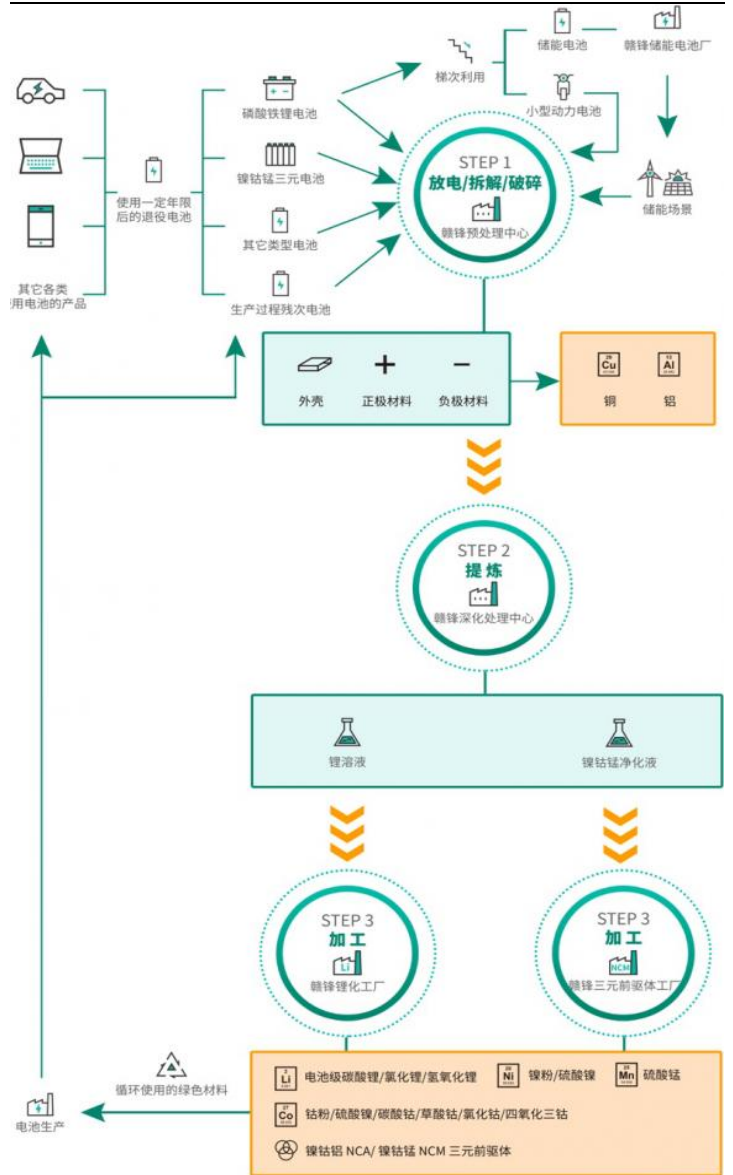 储能电池
赣锋储能电池厂
梯次利用
小型动力电池
磷酸铁锂电池
STEP 1
放电/拆解/破碎
赣锋预处理中心
镍钴锰三元电池
使用一定年限
后的退役电池
储能场景
其它类型电池
其它各类
用电池的产品
生产过程残次电池
外壳
正极材料
负极材料
29
Cu
铜
13
Al
铝
STEP 2
提炼
赣锋深化处理中心
锂溶液
镍钴锰净化液
STEP 3
加工
Li
赣锋锂化工厂
STEP 3
加工
NCM
赣锋三元前驱体工厂
循环使用的绿色材料
电池生产
3
Li
电池级碳酸锂/氯化锂/氢氧化锂
28
Ni
镍粉/硫酸镍
25
Mn
硫酸锰
27
Co
钴粉/硫酸镍/碳酸钴/草酸钴/氯化钴/四氧化三钴
镍钴铝 NCA/ 镍钴锰 NCM 三元前驱体